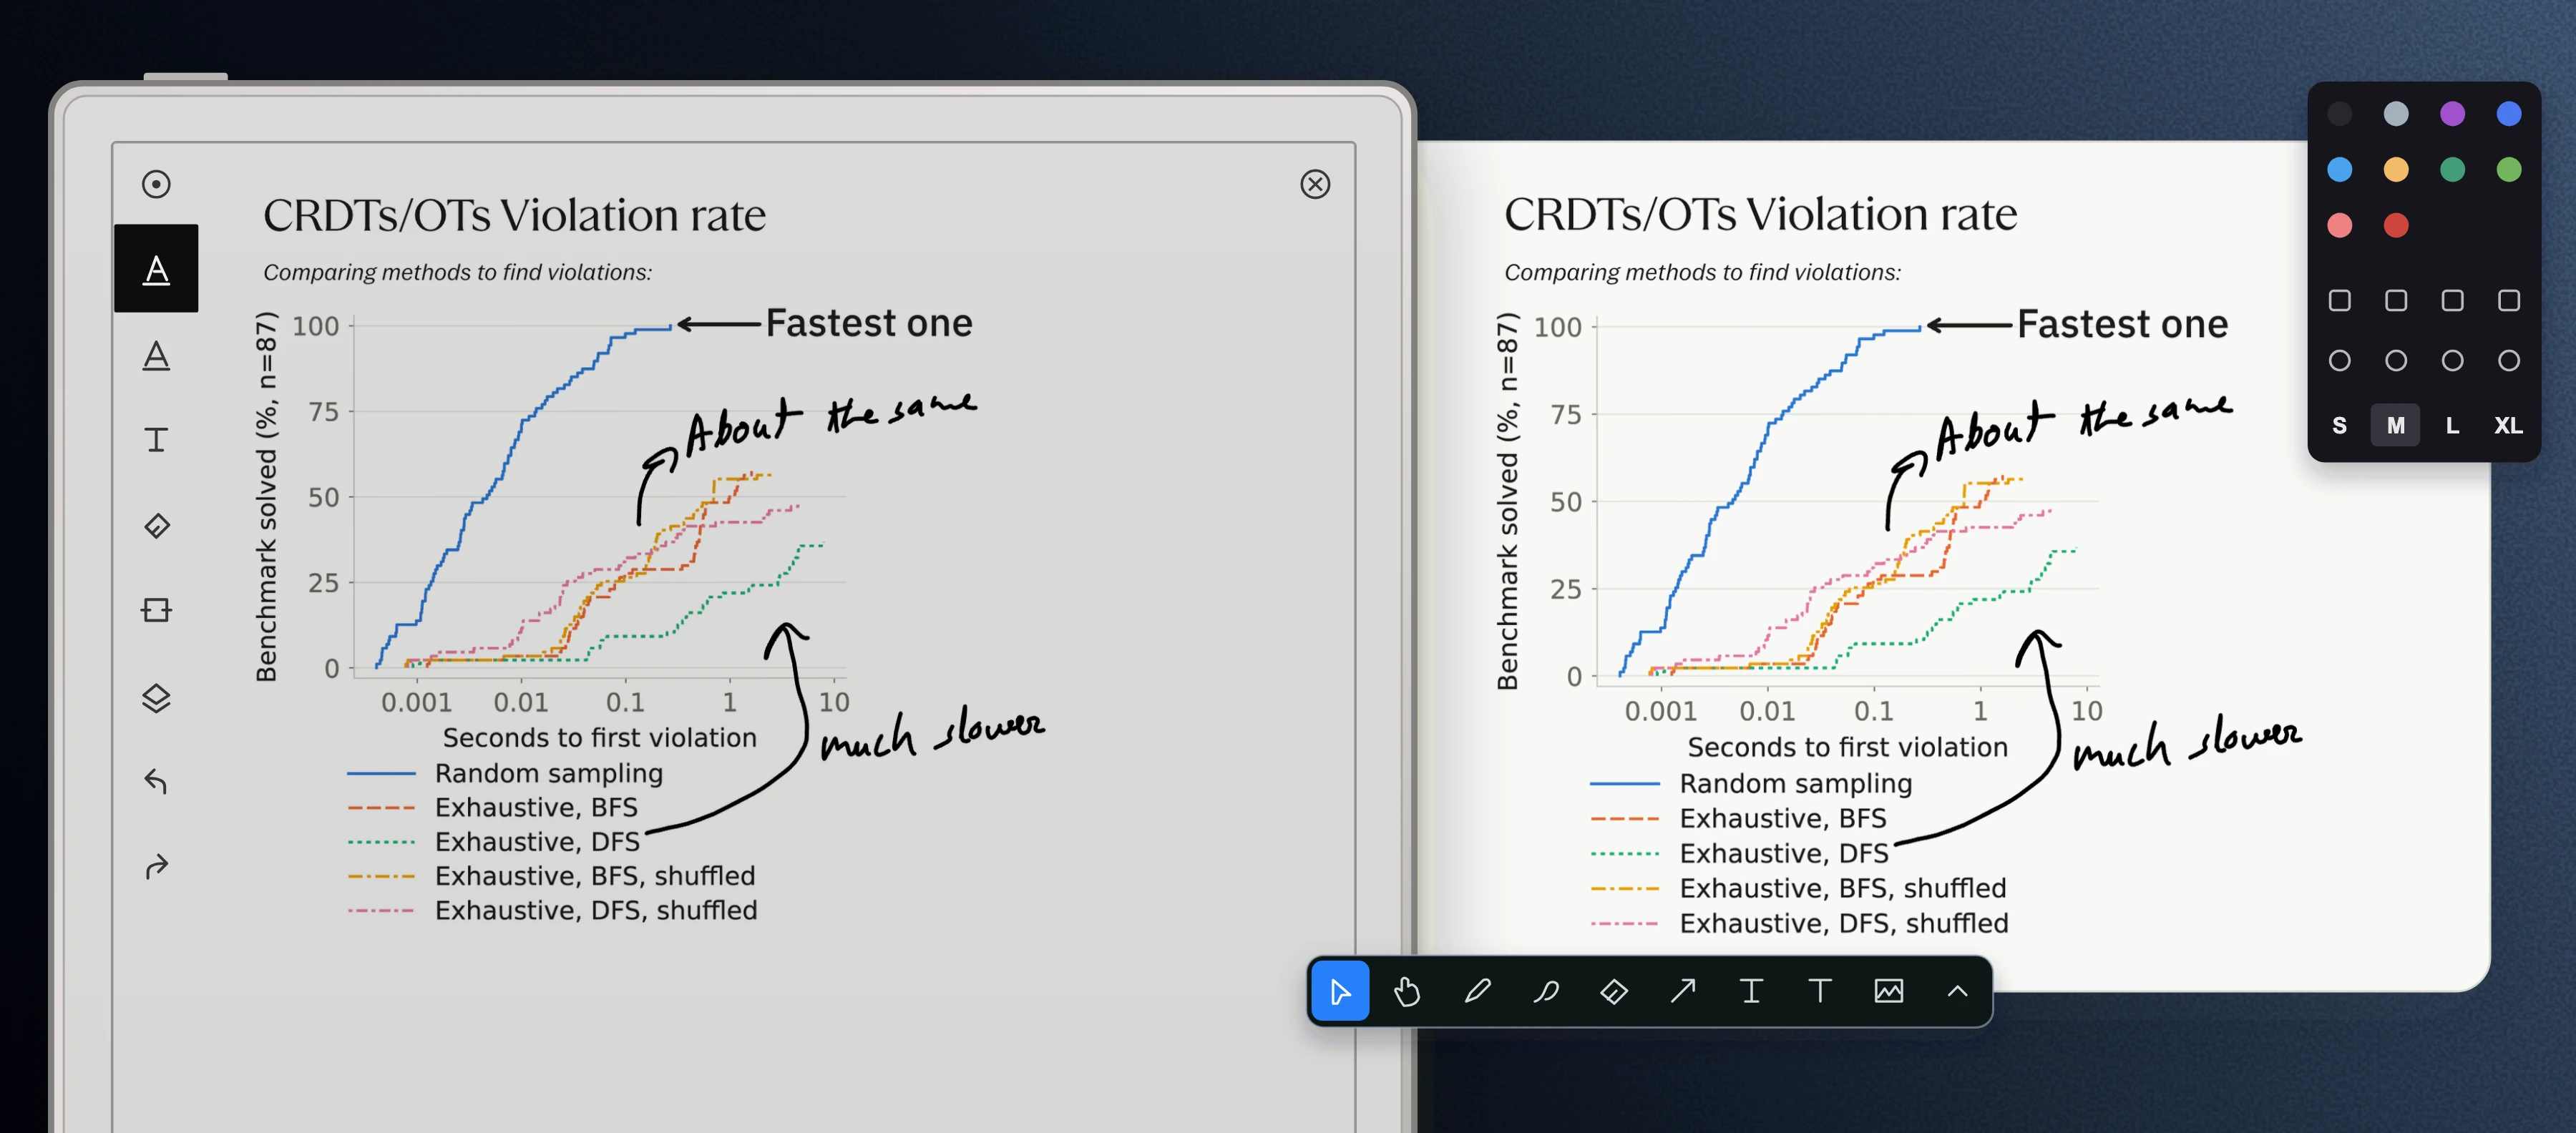 CRDTs/OTs Violation rate
Comparing methods to find violations:
Benchmark solved (%, n=87)
100
75
50
25
0
Fastest one
About the same
0.001 0.01 0.1 1 10
Seconds to first violation
much slower
Random sampling
Exhaustive, BFS
Exhaustive, DFS
Exhaustive, BFS, shuffled
Exhaustive, DFS, shuffled
CRDTs/OTs Violation rate
Comparing methods to find violations:
Benchmark solved (%, n=87)
100
75
50
25
0
Fastest one
About the same
0.001 0.01 0.1 1 10
Seconds to first violation
much slower
Random sampling
Exhaustive, BFS
Exhaustive, DFS
Exhaustive, BFS, shuffled
Exhaustive, DFS, shuffled
S M L XL